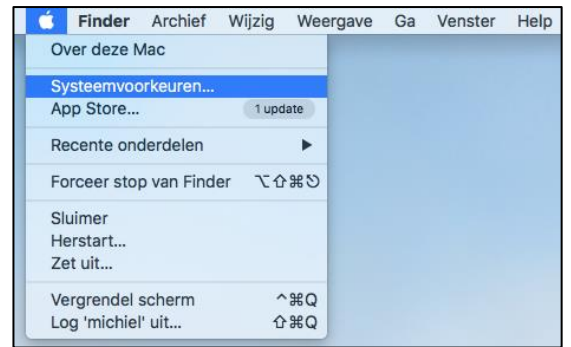 Finder Archief Wijzig Weergave Ga Venster Help
Over deze Mac
Systeemvoorkeuren...
App Store... 1 update
Recente onderdelen ▶
Forceer stop van Finder ⌥⇧⌘⎋
Sluimer
Herstart...
Zet uit...
Vergrendel scherm ^⌘Q
Log 'michiel' uit... ⇧⌘Q